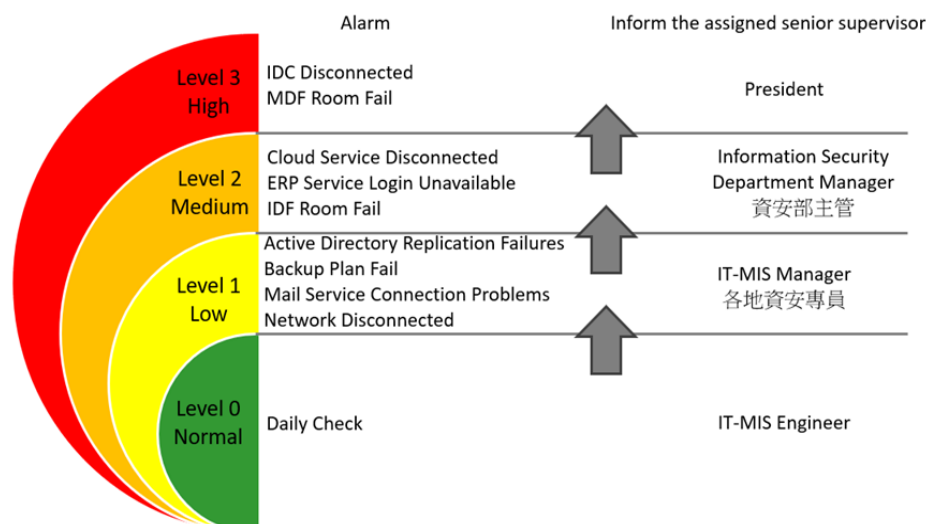 Alarm
Inform the assigned senior supervisor
Level 3
High
IDC Disconnected
MDF Room Fail
President
Level 2
Medium
Cloud Service Disconnected
ERP Service Login Unavailable
IDF Room Fail
Information Security
Department Manager
資安部主管
Level 1
Low
Active Directory Replication Failures
Backup Plan Fail
Mail Service Connection Problems
Network Disconnected
IT-MIS Manager
各地資安專員
Level 0
Normal
Daily Check
IT-MIS Engineer